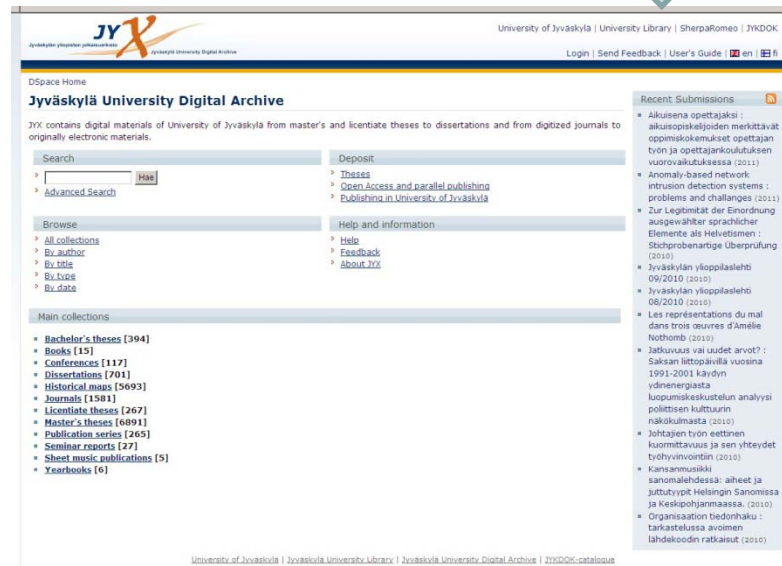 JYX
Jyväskylän yliopiston julkaisuarkisto
Jyväskylä University Digital Archive
University of Jyväskylä | University Library | SherpaRomeo | JYKDOK
Login | Send Feedback | User's Guide | en | fi
DSpace Home
Jyväskylä University Digital Archive
JYX contains digital materials of University of Jyväskylä from master's and licentiate theses to dissertations and from digitized journals to
originally electronic materials.
Search
Hae
Advanced Search
Deposit
Theses
Open Access and parallel publishing
Publishing in University of Jyväskylä
Browse
All collections
By author
By title
By type
By date
Help and information
Help
Feedback
About JYX
Main collections
Bachelor's theses [394]
Books [15]
Conferences [117]
Dissertations [701]
Historical maps [5693]
Journals [1581]
Licentiate theses [267]
Master's theses [6891]
Publication series [265]
Seminar reports [27]
Sheet music publications [5]
Yearbooks [6]
Recent Submissions
Aikuisena opettajaksi :
aikuisopiskelijoiden merkittävät
oppimiskokemukset opettajan
työn ja opettajankoulutuksen
vuorovaikutuksessa (2011)
Anomaly-based network
intrusion detection systems :
problems and challanges (2011)
Zur Legitimität der Einordnung
ausgewählter sprachlicher
Elemente als Helvetismen :
Stichprobenartige Überprüfung
(2010)
Jyväskylän ylioppilaslehti
09/2010 (2010)
Jyväskylän ylioppilaslehti
08/2010 (2010)
Les représentations du mal
dans trois œuvres d'Amélie
Nothomb (2010)
Jatkuvuus vai uudet arvot? :
Saksan liittopäivillä vuosina
1991-2001 käydyn
ydinenergiasta
luopumiskeskustelun analyysi
poliittisen kulttuurin
näkökulmasta (2010)
Johtajien työn eettinen
kuormittavuus ja sen yhteydet
työhyvinvointiin (2010)
Kansanmusiikki
sanomalehdessä: aiheet ja
juttutyypit Helsingin Sanomissa
ja Keskipohjanmaassa. (2010)
Organisaation tiedonhaku :
tarkastelussa avoimen
lähdekoodin ratkaisut (2010)
University of Jyväskylä | Jyväskylä University Library | Jyväskylä University Digital Archive | JYKDOK-catalogue